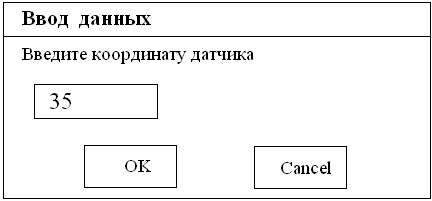 Ввод данных
Введите координату датчика
35
OK
Cancel